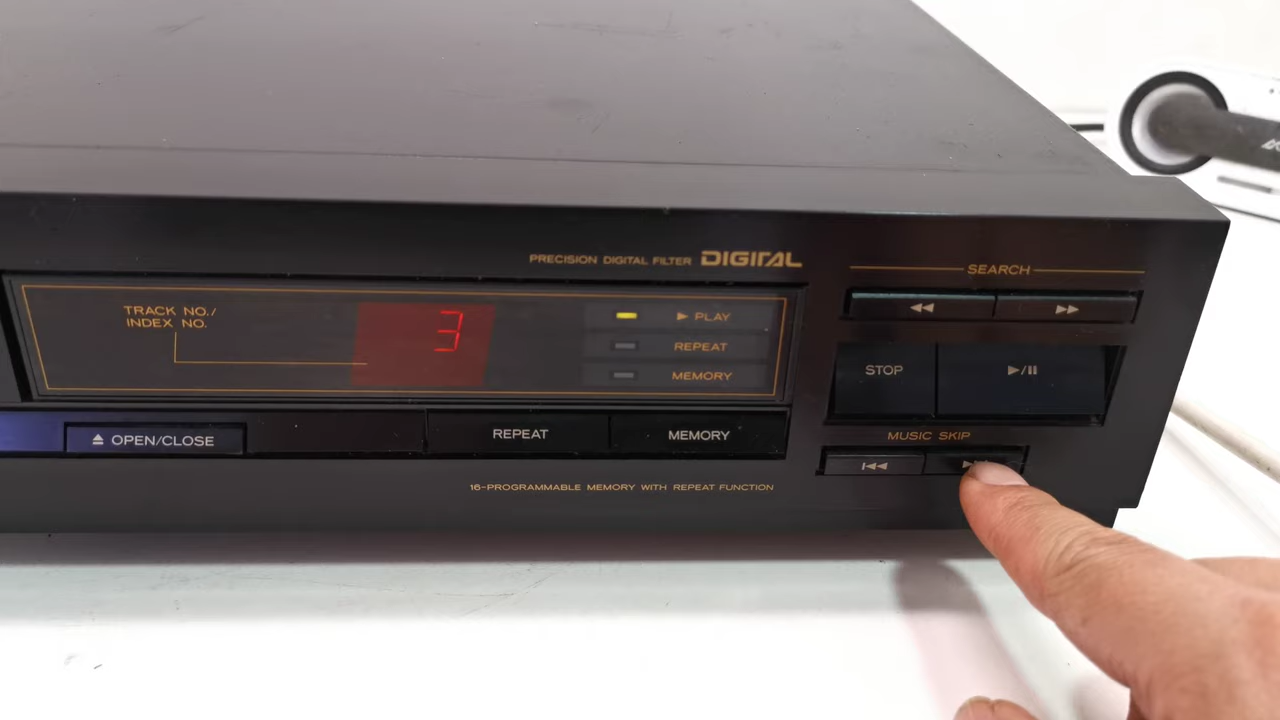 PRECISION DIGITAL FILTER DIGITAL
SEARCH
TRACK NO./
INDEX NO.
3
▶ PLAY
REPEAT
MEMORY
◀◀ ▶▶
STOP ▶/II
⏏ OPEN/CLOSE
REPEAT
MEMORY
MUSIC SKIP
I◀◀
16-PROGRAMMABLE MEMORY WITH REPEAT FUNCTION